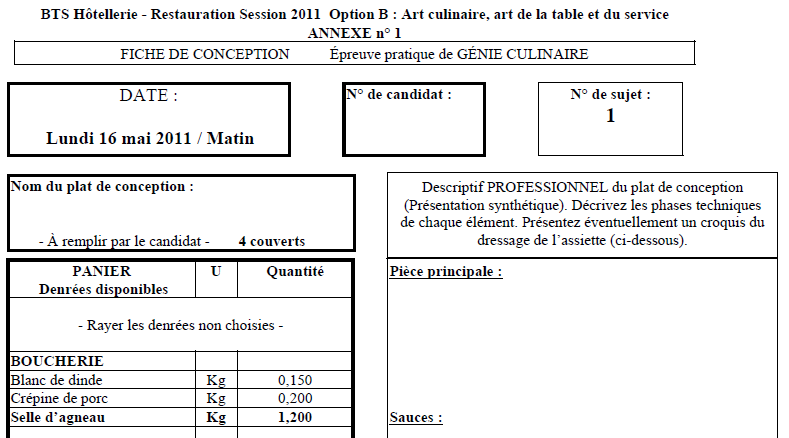 BTS Hôtellerie - Restauration Session 2011 Option B : Art culinaire, art de la table et du service
ANNEXE n° 1
FICHE DE CONCEPTION Épreuve pratique de GÉNIE CULINAIRE
DATE :
Lundi 16 mai 2011 / Matin
N° de candidat :
N° de sujet :
1
Nom du plat de conception :
- À remplir par le candidat - 4 couverts
Descriptif PROFESSIONNEL du plat de conception
(Présentation synthétique). Décrivez les phases techniques
de chaque élément. Présentez éventuellement un croquis du
dressage de l’assiette (ci-dessous).
PANIER U Quantité
Denrées disponibles
- Rayer les denrées non choisies -
BOUCHERIE
Blanc de dinde Kg 0,150
Crépine de porc Kg 0,200
Selle d’agneau Kg 1,200
Pièce principale :
Sauces :